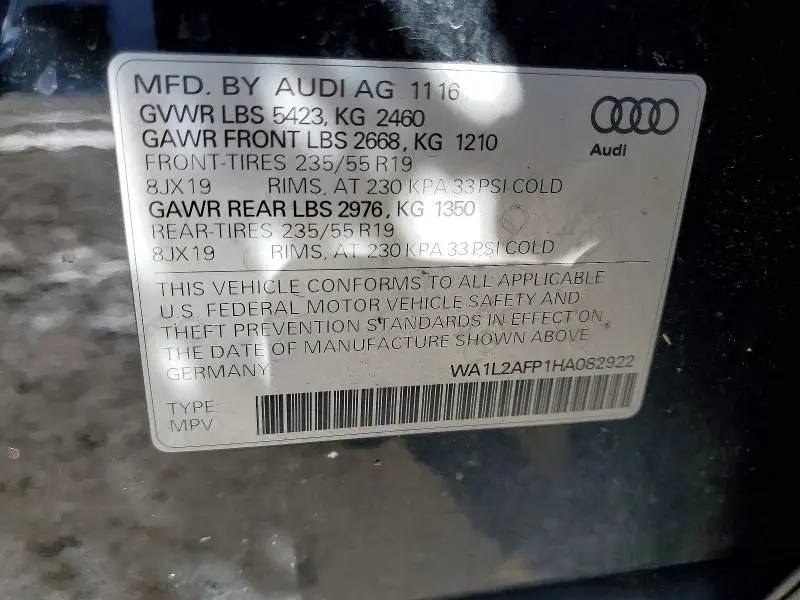 MFD. BY AUDI AG 11 16
GVWR LBS 5423, KG 2460
GAWR FRONT LBS 2668, KG 1210
FRONT-TIRES 235/55 R19
8JX19 RIMS, AT 230 KPA 33 PSI COLD
GAWR REAR LBS 2976, KG 1350
REAR-TIRES 235/55 R19
8JX19 RIMS, AT 230 KPA 33 PSI COLD
Audi
THIS VEHICLE CONFORMS TO ALL APPLICABLE
U.S. FEDERAL MOTOR VEHICLE SAFETY AND
THEFT PREVENTION STANDARDS IN EFFECT ON
THE DATE OF MANUFACTURE SHOWN ABOVE
GERMANY WA1L2AFP1HA082922
TYPE
MPV